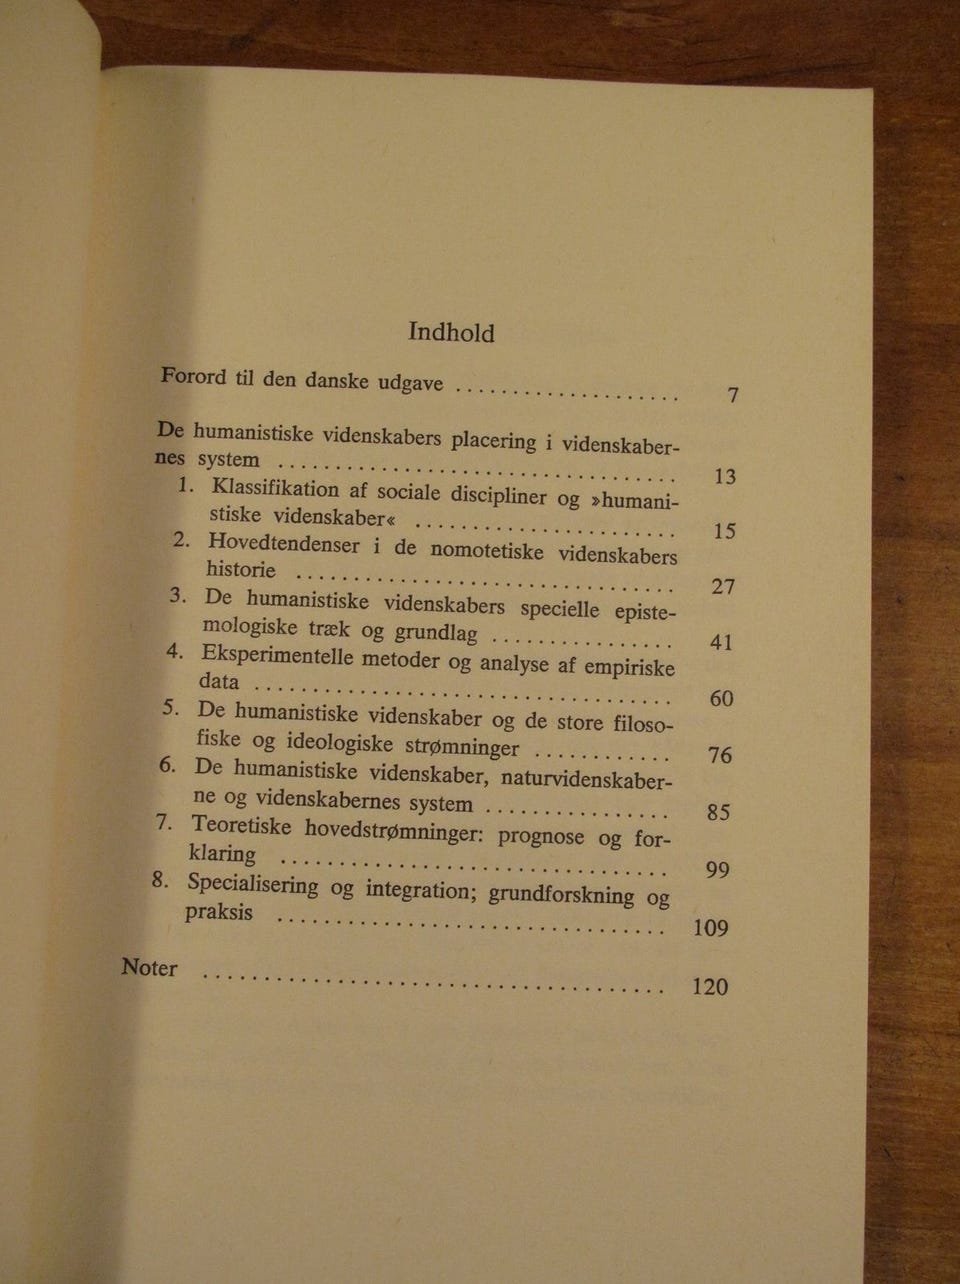 Indhold
Forord til den danske udgave .................... 7
De humanistiske videnskabers placering i videnskaber-
nes system .................................. 13
1. Klassifikation af sociale discipliner og »humani-
stiske videnskaber« ....................... 15
2. Hovedtendenser i de nomotetiske videnskabers
historie ................................. 27
3. De humanistiske videnskabers specielle episte-
mologiske træk og grundlag ................ 41
4. Eksperimentelle metoder og analyse af empiriske
data .................................... 60
5. De humanistiske videnskaber og de store filoso-
fiske og ideologiske strømninger ............ 76
6. De humanistiske videnskaber, naturvidenskaber-
ne og videnskabernes system ................ 85
7. Teoretiske hovedstrømninger: prognose og for-
klaring .................................. 99
8. Specialisering og integration; grundforskning og
praksis .................................. 109
Noter ....................................... 120